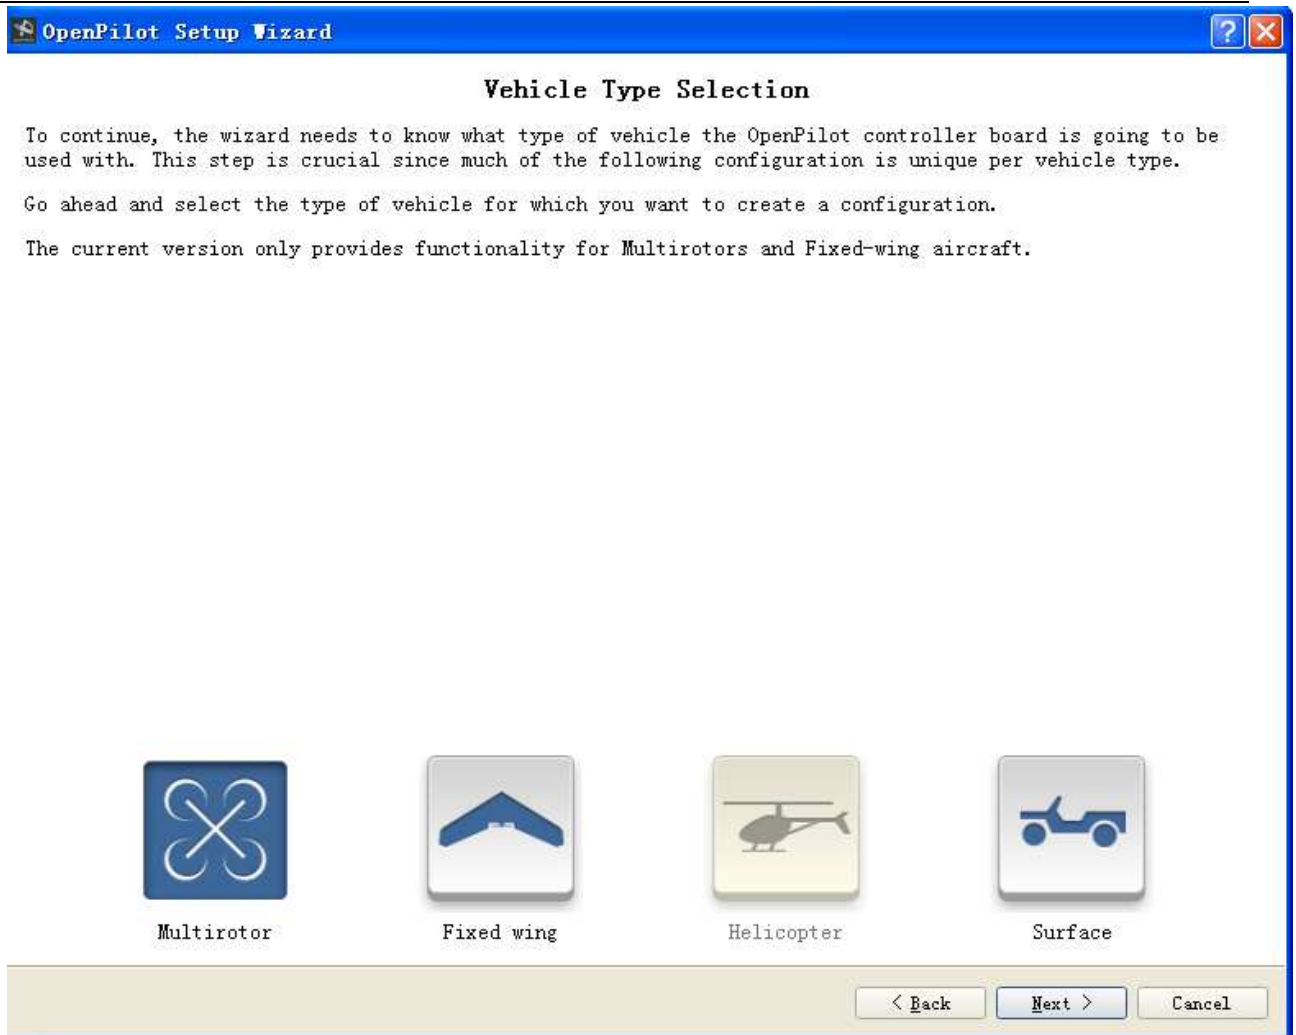 OpenPilot Setup Wizard
Vehicle Type Selection
To continue, the wizard needs to know what type of vehicle the OpenPilot controller board is going to be
used with. This step is crucial since much of the following configuration is unique per vehicle type.
Go ahead and select the type of vehicle for which you want to create a configuration.
The current version only provides functionality for Multirotors and Fixed-wing aircraft.
Multirotor Fixed wing Helicopter Surface
< Back Next > Cancel